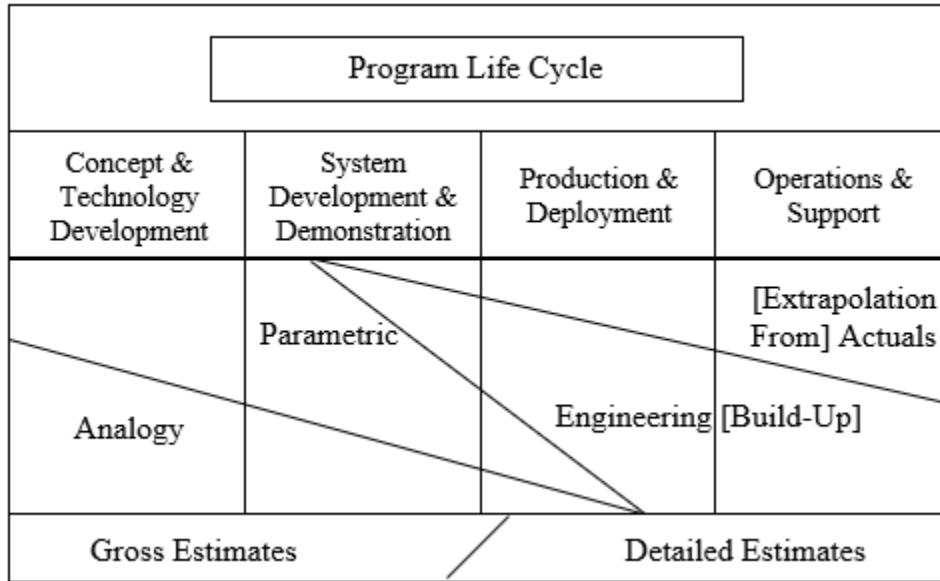 Program Life Cycle
Concept &
Technology
Development
System
Development &
Demonstration
Production &
Deployment
Operations &
Support
[Extrapolation
From] Actuals
Parametric
Analogy
Engineering [Build-Up]
Gross Estimates
Detailed Estimates